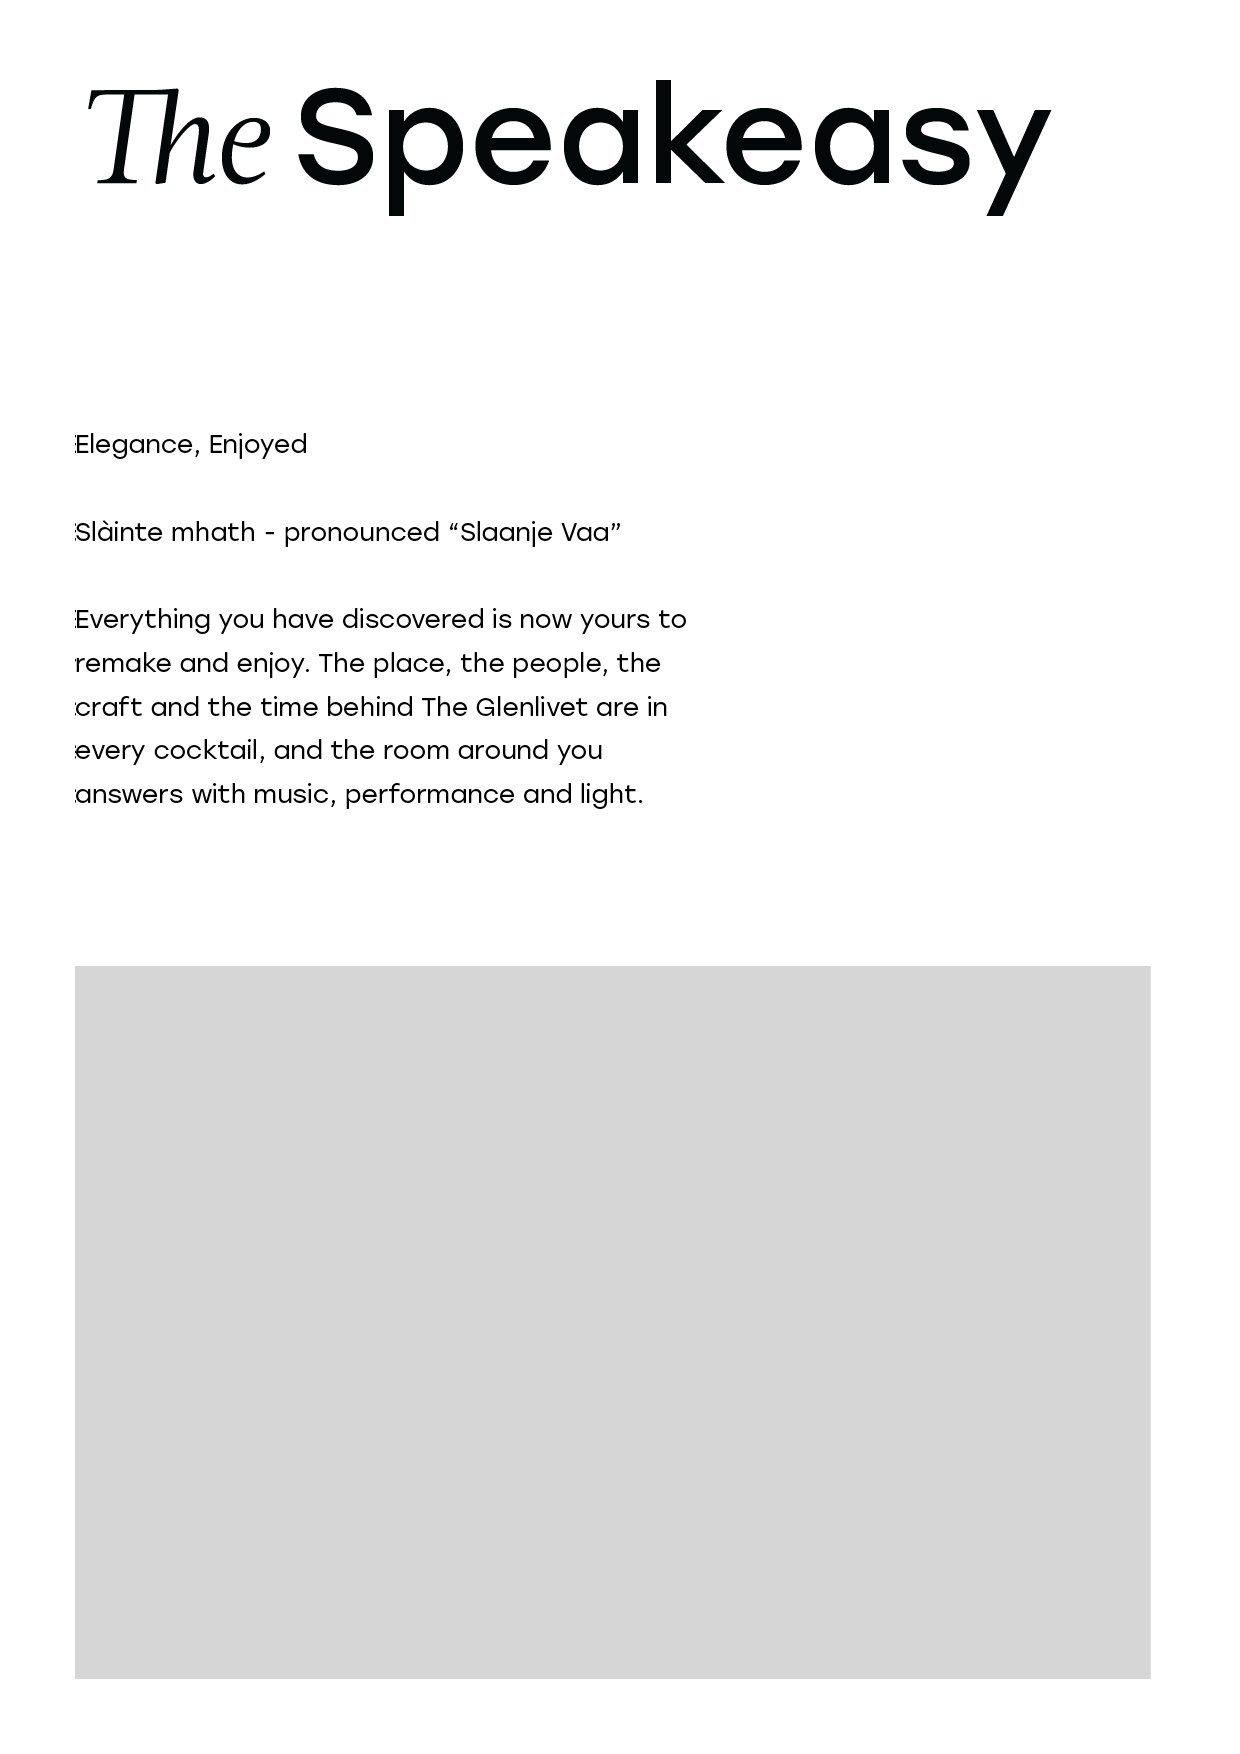 The Speakeasy
Elegance, Enjoyed
Slàinte mhath - pronounced “Slaanje Vaa”
Everything you have discovered is now yours to
remake and enjoy. The place, the people, the
craft and the time behind The Glenlivet are in
every cocktail, and the room around you
answers with music, performance and light.